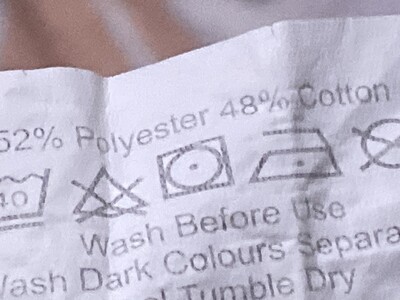 52% Polyester 48% Cotton
40
Wash Before Use
Wash Dark Colours Separa
Tumble Dry